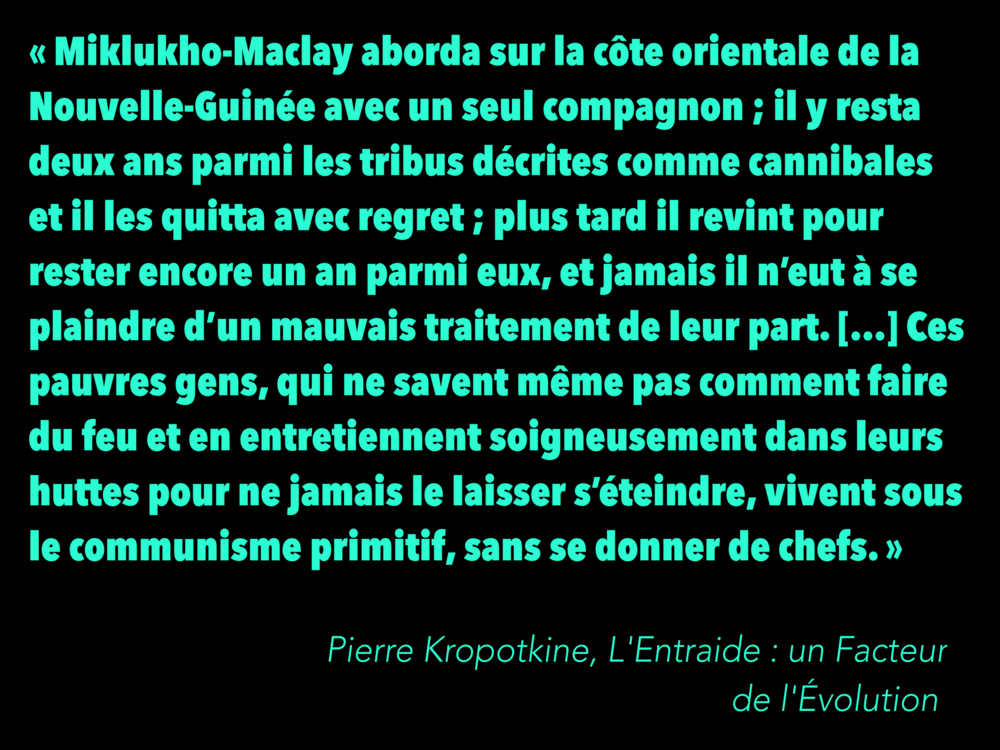 « Miklukho-Maclay aborda sur la côte orientale de la
Nouvelle-Guinée avec un seul compagnon ; il y resta
deux ans parmi les tribus décrites comme cannibales
et il les quitta avec regret ; plus tard il revint pour
rester encore un an parmi eux, et jamais il n’eut à se
plaindre d’un mauvais traitement de leur part. […] Ces
pauvres gens, qui ne savent même pas comment faire
du feu et en entretiennent soigneusement dans leurs
huttes pour ne jamais le laisser s’éteindre, vivent sous
le communisme primitif, sans se donner de chefs. »
Pierre Kropotkine, L'Entraide : un Facteur
de l'Évolution